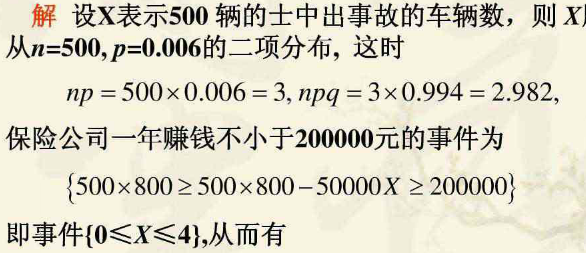 解 设X表示500 辆的士中出事故的车辆数，则 X
从n=500, p=0.006的二项分布, 这时
np = 500×0.006 = 3, npq = 3×0.994 = 2.982,
保险公司一年赚钱不小于200000元的事件为
{500×800 ≥ 500×800−50000X ≥ 200000}
即事件{0≤X≤4},从而有